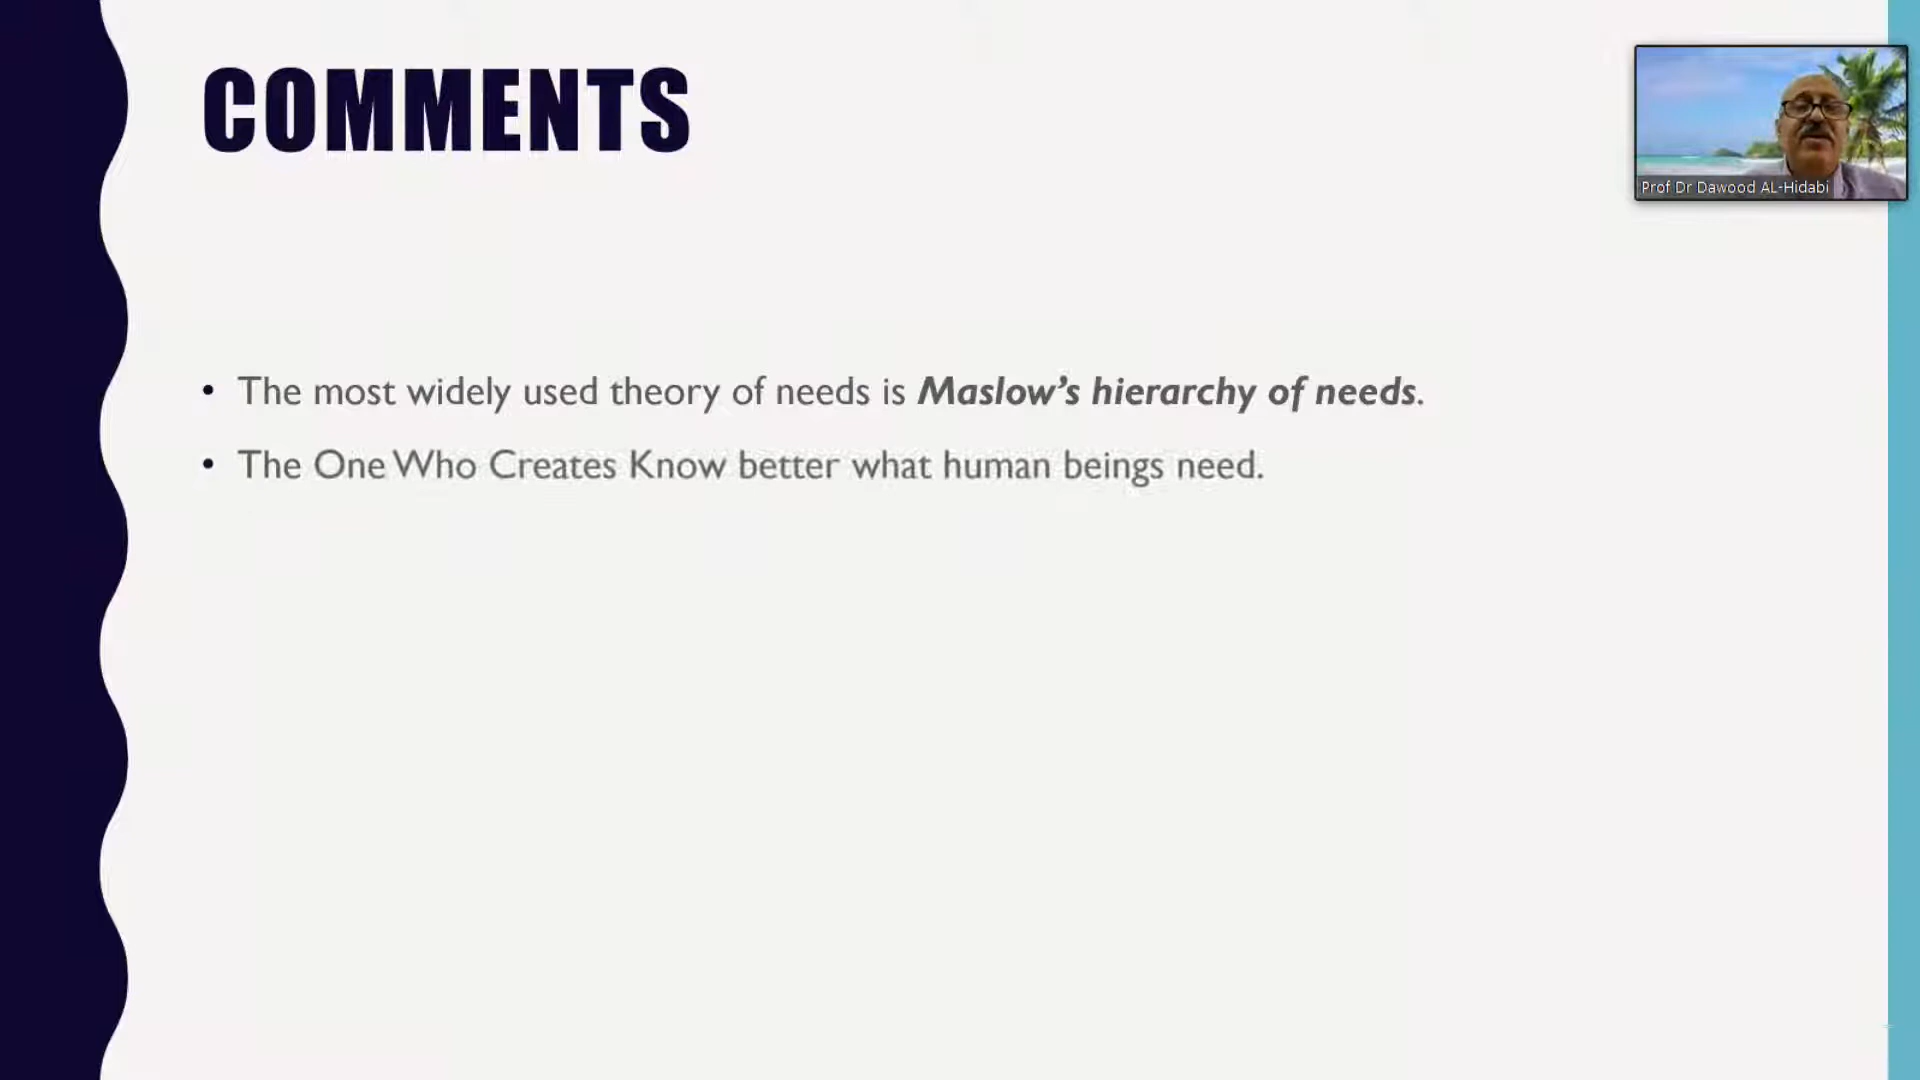 COMMENTS
Prof Dr Dawood AL-Hidabi
• The most widely used theory of needs is Maslow’s hierarchy of needs.
• The One Who Creates Know better what human beings need.